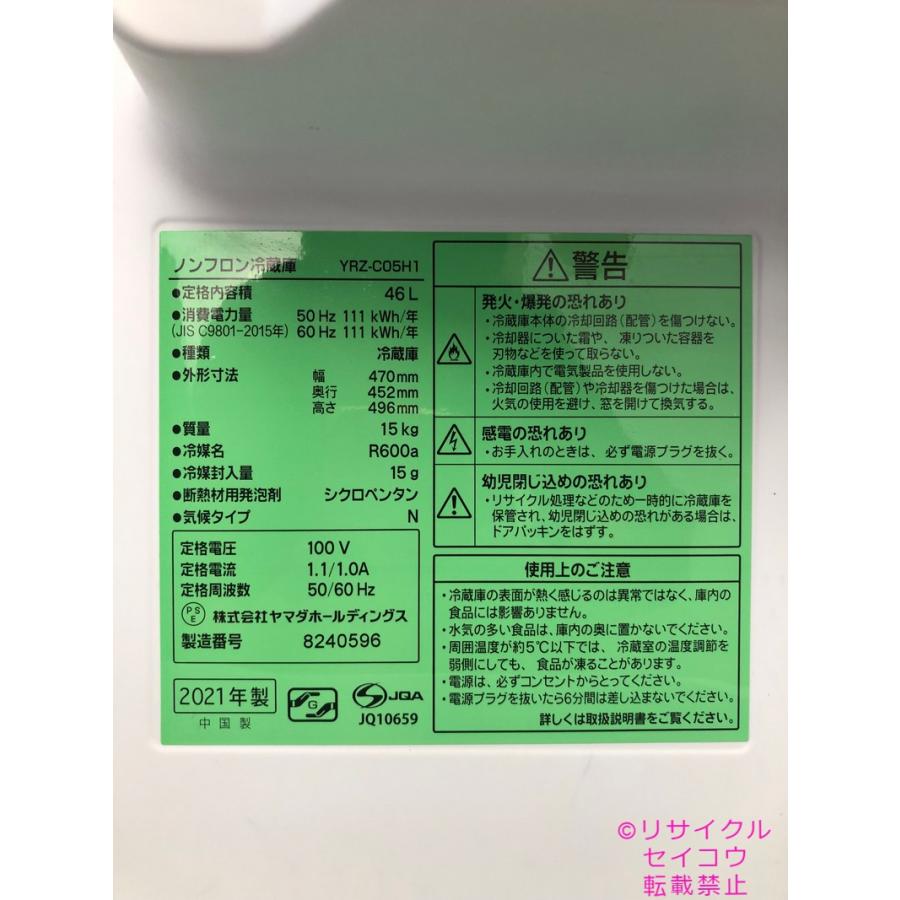 ノンフロン冷蔵庫 YRZ-C05H1
●定格内容積 46 L
●消費電力量 50 Hz 111 kWh/年
(JIS C9801-2015年) 60 Hz 111 kWh/年
●種類 冷蔵庫
●外形寸法 幅 470mm
奥行 452mm
高さ 496mm
●質量 15 kg
●冷媒名 R600a
●冷媒封入量 15 g
●断熱材用発泡剤 シクロペンタン
●気候タイプ N
定格電圧 100 V
定格電流 1.1/1.0A
定格周波数 50/60 Hz
PSE 株式会社ヤマダホールディングス
製造番号 8240596
2021年製
中国製
G
JQA
JQ10659
警告
発火・爆発の恐れあり
・冷蔵庫本体の冷却回路(配管)を傷つけない。
・冷却器についた霜や、凍りついた容器を
刃物などを使って取らない。
・冷蔵庫内で電気製品を使用しない。
・冷却回路(配管)や冷却器を傷つけた場合は、
火気の使用を避け、窓を開けて換気する。
感電の恐れあり
・お手入れのときは、必ず電源プラグを抜く。
幼児閉じ込めの恐れあり
・リサイクル処理などのため一時的に冷蔵庫を
保管され、幼児閉じ込めの恐れがある場合は、
ドアパッキンをはずす。
使用上のご注意
・冷蔵庫の表面が熱く感じるのは異常ではなく、庫内の
食品には影響ありません。
・水気の多い食品は、庫内の奥に置かないでください。
・周囲温度が約5℃以下では、冷蔵室の温度調節を
弱側にしても、食品が凍ることがあります。
・電源は、必ずコンセントからとってください。
・電源プラグを抜いたら6分間は差し込まないでください。
詳しくは取扱説明書をご覧ください。
©リサイクル
セイコウ
転載禁止